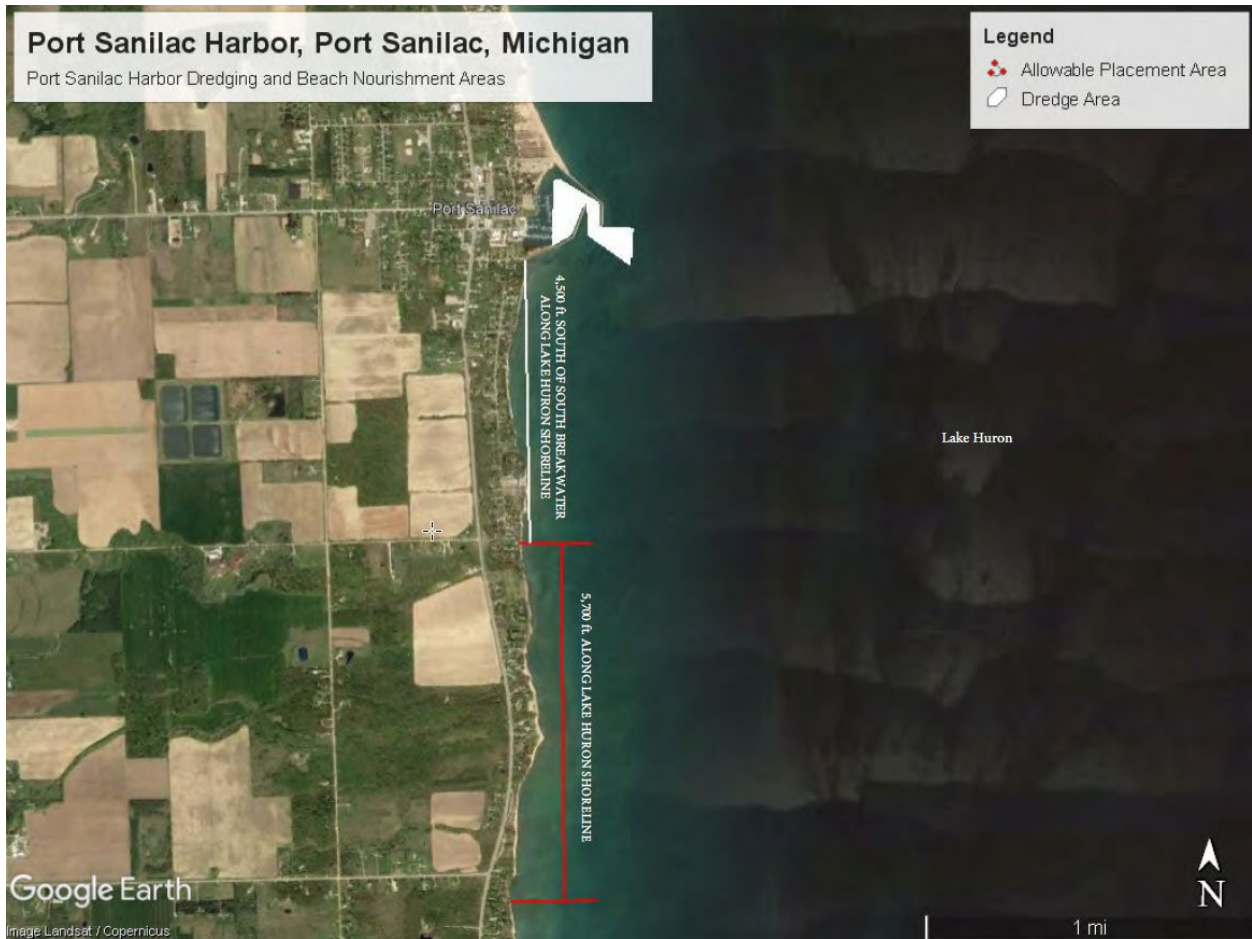 Port Sanilac Harbor, Port Sanilac, Michigan
Port Sanilac Harbor Dredging and Beach Nourishment Areas
Legend
Allowable Placement Area
Dredge Area
Port Sanilac
4,500 ft. SOUTH OF SOUTH BREAKWATER
ALONG LAKE HURON SHORELINE
Lake Huron
5,700 ft. ALONG LAKE HURON SHORELINE
Google Earth
Image Landsat / Copernicus
N
1 mi